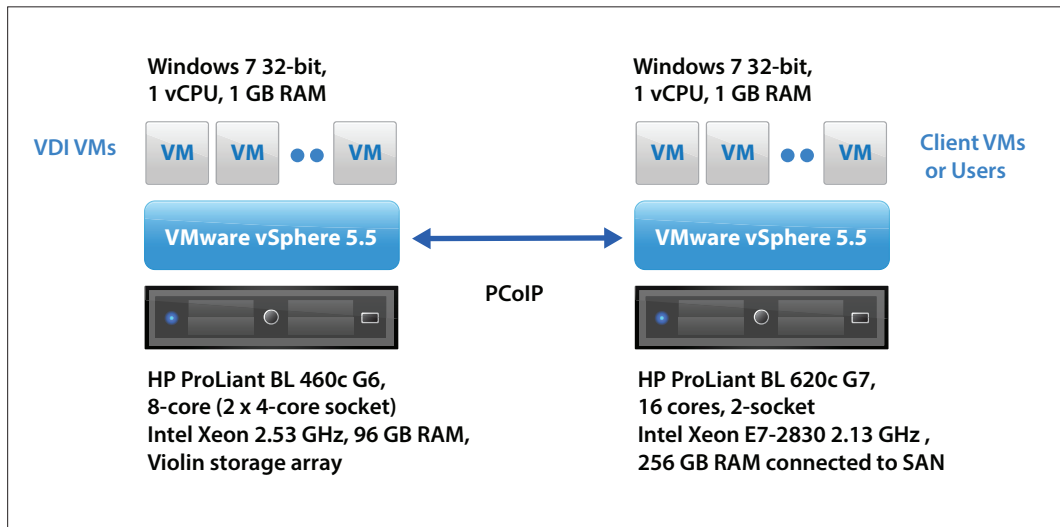 Windows 7 32-bit,
1 vCPU, 1 GB RAM
VDI VMs
VM VM VM
VMware vSphere 5.5
HP ProLiant BL 460c G6,
8-core (2 x 4-core socket)
Intel Xeon 2.53 GHz, 96 GB RAM,
Violin storage array
PCoIP
Windows 7 32-bit,
1 vCPU, 1 GB RAM
VM VM VM
Client VMs
or Users
VMware vSphere 5.5
HP ProLiant BL 620c G7,
16 cores, 2-socket
Intel Xeon E7-2830 2.13 GHz ,
256 GB RAM connected to SAN